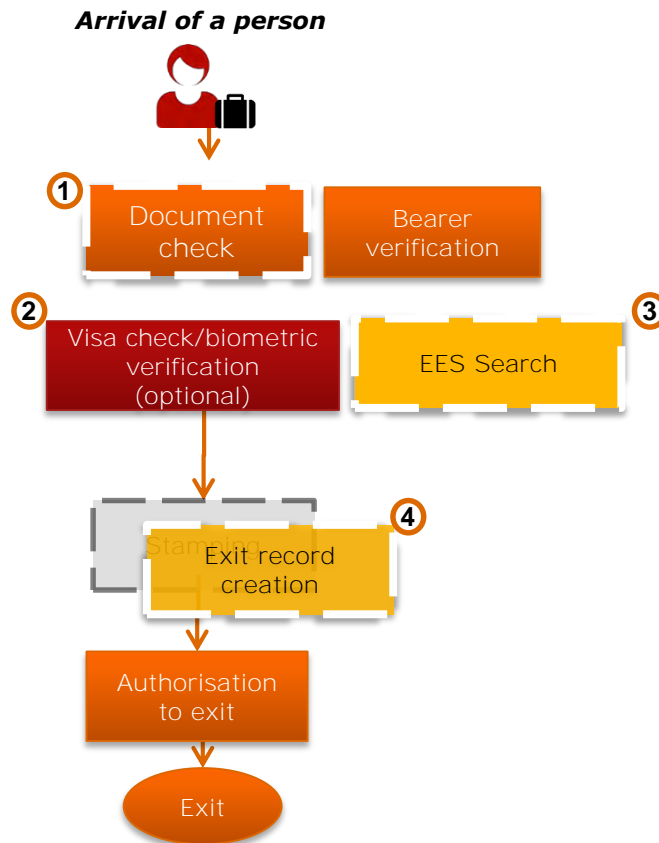 Arrival of a person
1
Document
check
Bearer
verification
2
3
Visa check/biometric
verification
(optional)
EES Search
4
Stamping
Exit record
creation
Authorisation
to exit
Exit